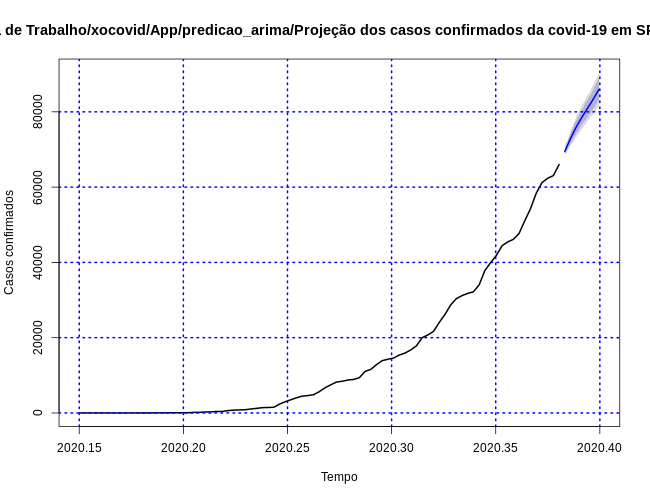 de Trabalho/xocovid/App/predicao_arima/Projeção dos casos confirmados da covid-19 em SP
80000
60000
40000
20000
0
Casos confirmados
2020.15 2020.20 2020.25 2020.30 2020.35 2020.40
Tempo